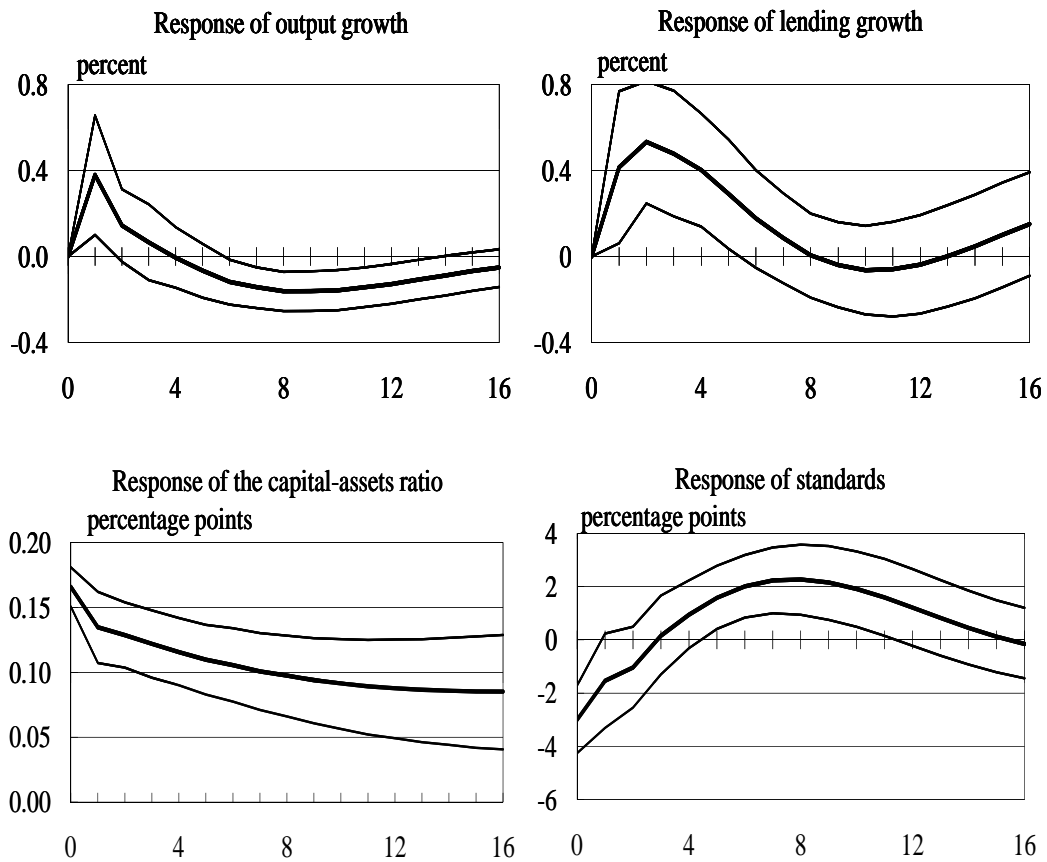 Response of output growth
percent
0.8
0.4
0.0
-0.4
0 4 8 12 16
Response of lending growth
percent
0.8
0.4
0
-0.4
0 4 8 12 16
Response of the capital-assets ratio
percentage points
0.20
0.15
0.10
0.05
0.00
0 4 8 12 16
Response of standards
percentage points
4
2
0
-2
-4
-6
0 4 8 12 16